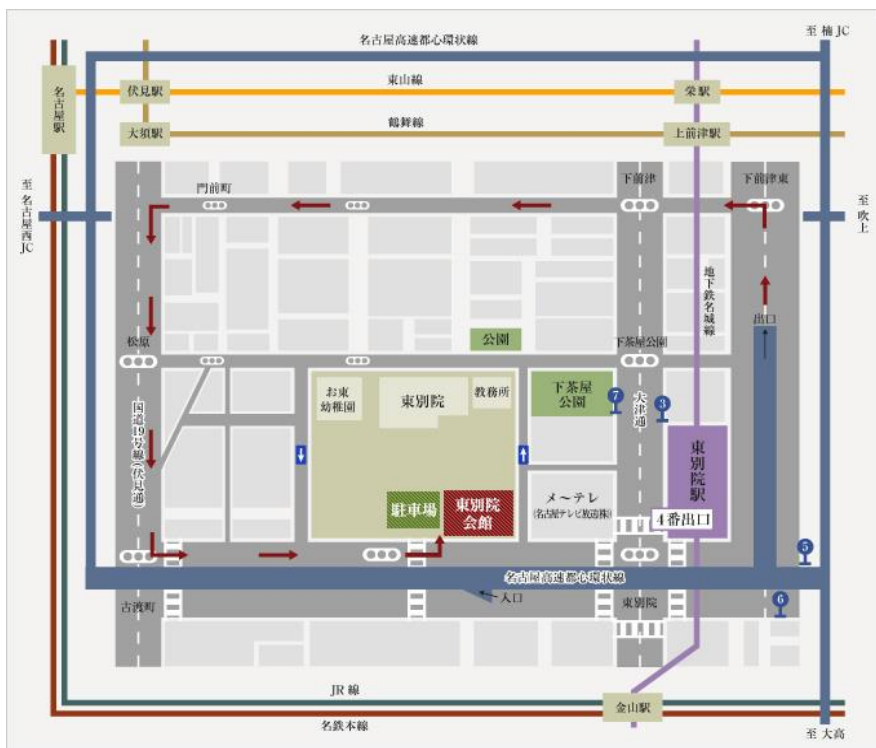 至 楠JC
名古屋高速都心環状線
東山線
名古屋駅
伏見駅
栄駅
鶴舞線
大須駅
上前津駅
至 名古屋西JC
門前町
下前津
下前津東
至 吹上
地下鉄名城線
出口
松原
公園
下茶屋公園
お東
幼稚園
東別院
教務所
下茶屋
公園
7
3
大津通
国道19号線(伏見通)
東別院駅
駐車場
東別院
会館
メ〜テレ
(名古屋テレビ放送㈱)
4番出口
5
名古屋高速都心環状線
古渡町
入口
東別院
6
JR線
金山駅
名鉄本線
至 大高